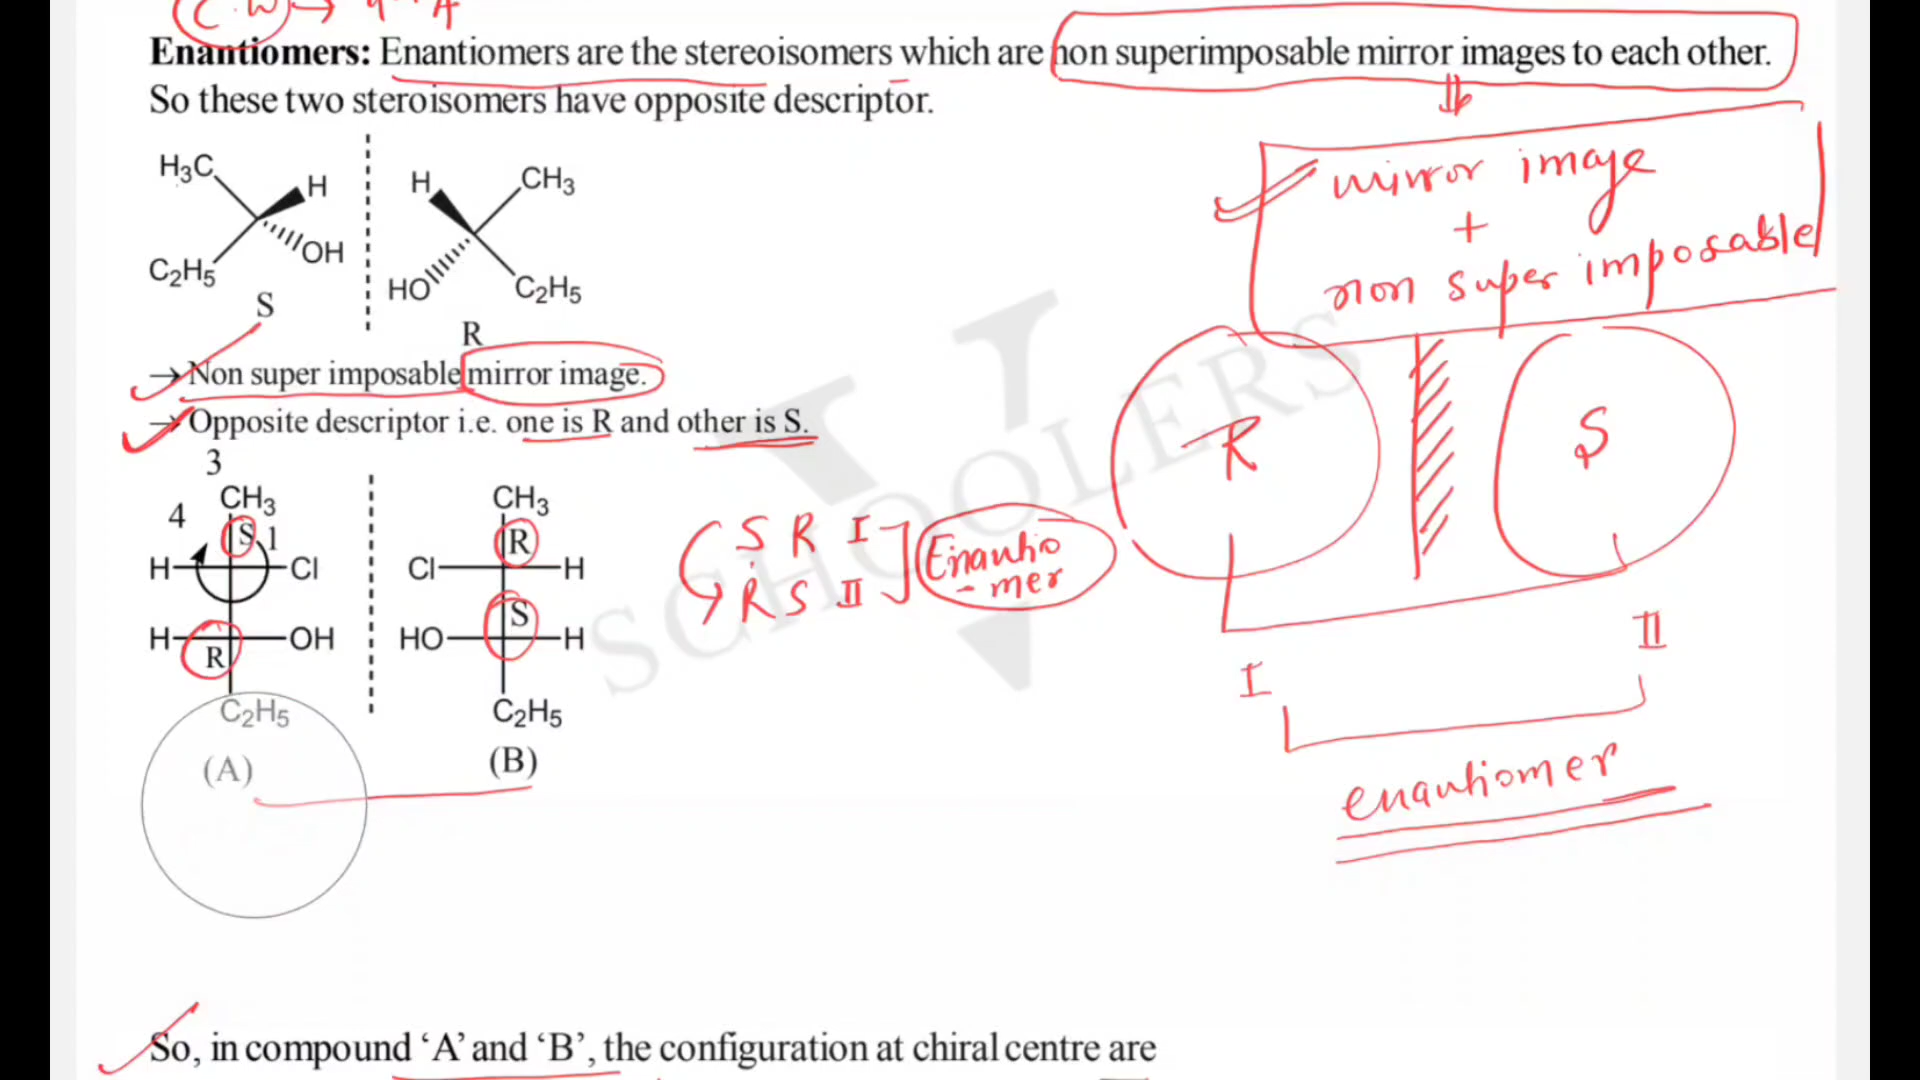 Enantiomers: Enantiomers are the stereoisomers which are non superimposable mirror images to each other.
So these two steroisomers have opposite descriptor.
H3C
H
OH
C2H5
S
H
CH3
HO
C2H5
R
mirror image
+
non super imposable
→ Non super imposable mirror image.
→ Opposite descriptor i.e. one is R and other is S.
3
4
CH3
S 1
H Cl
H OH
R
C2H5
(A)
CH3
R
Cl H
S
HO H
C2H5
(B)
S R I
R S II
Enantio
-mer
R
S
I
II
enantiomer
SCHOOLERS
So, in compound ‘A’ and ‘B’, the configuration at chiral centre are